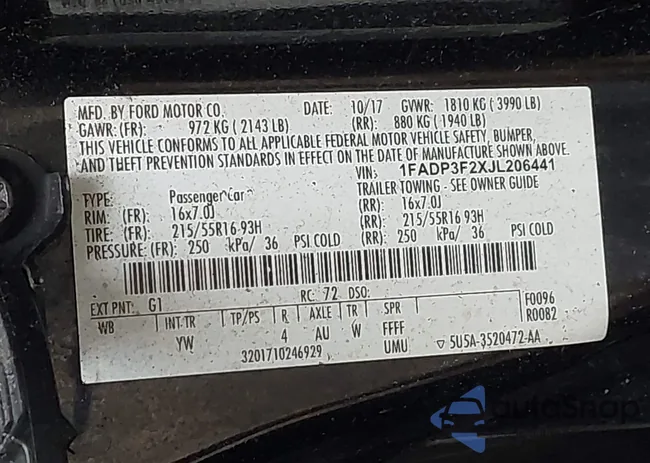 MFD. BY FORD MOTOR CO. DATE: 10/17 GVWR: 1810 KG ( 3990 LB)
GAWR: (FR): 972 KG ( 2143 LB) (RR): 880 KG ( 1940 LB)
THIS VEHICLE CONFORMS TO ALL APPLICABLE FEDERAL MOTOR VEHICLE SAFETY, BUMPER,
AND THEFT PREVENTION STANDARDS IN EFFECT ON THE DATE OF MANUFACTURE SHOWN ABOVE.
VIN: 1FADP3F2XJL206441
TYPE: Passenger Car TRAILER TOWING - SEE OWNER GUIDE
RIM: (FR): 16x7.0J (RR): 16x7.0J
TIRE: (FR): 215/55R16 93H (RR): 215/55R16 93H
PRESSURE: (FR): 250 kPa/ 36 PSI COLD (RR): 250 kPa/ 36 PSI COLD
EXT PNT: G1 RC: 72 DSO: F0096
WB INT TR TP/PS R AXLE TR SPR R0082
YW 4 AU W FFFF
3201710246929 UMU ▽ 5U5A-3520472-AA
autoSnap